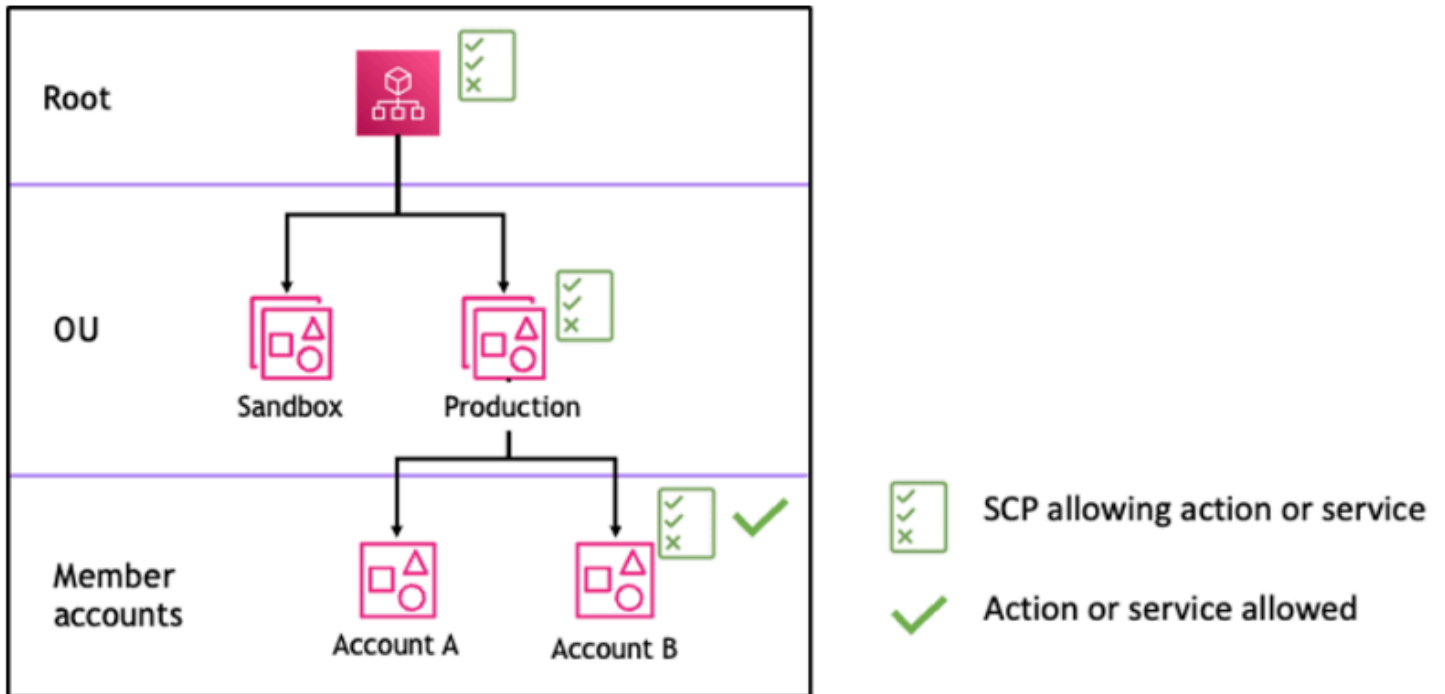 Root
OU
Sandbox
Production
Member
accounts
Account A
Account B
SCP allowing action or service
Action or service allowed